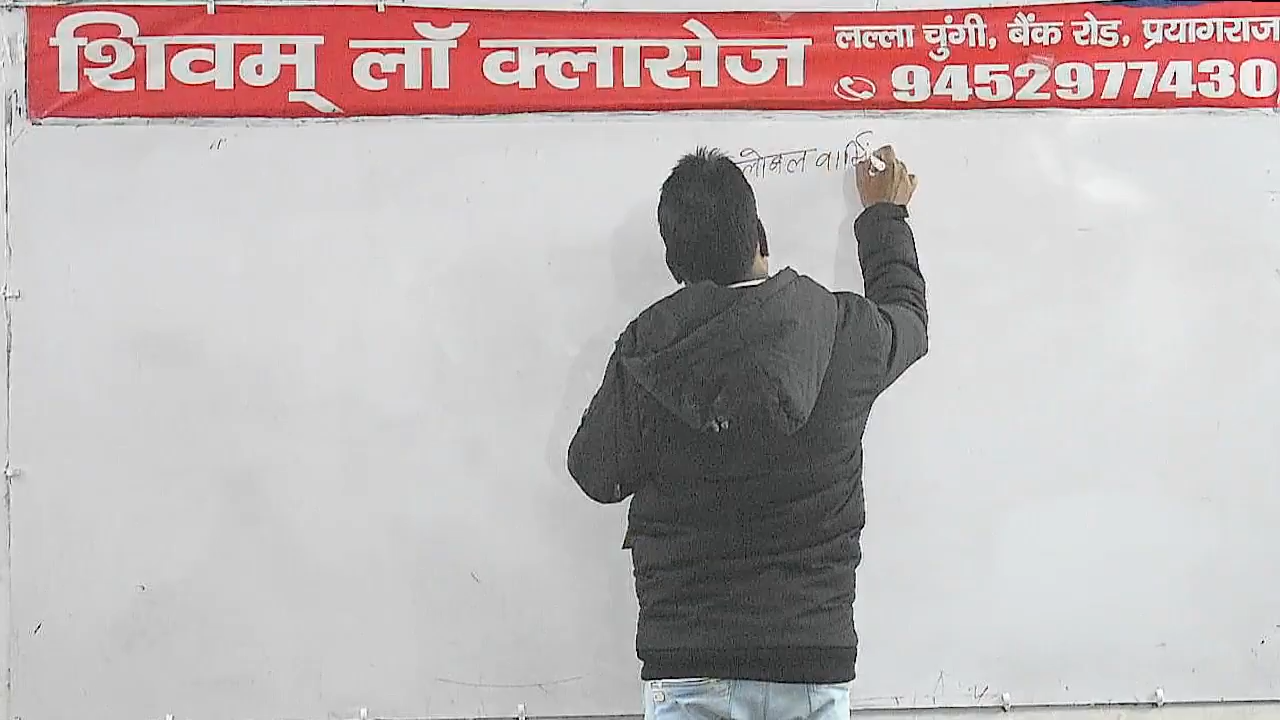 शिवम् लॉ क्लासेज
लल्ला चुंगी, बैंक रोड, प्रयागराज
9452977430